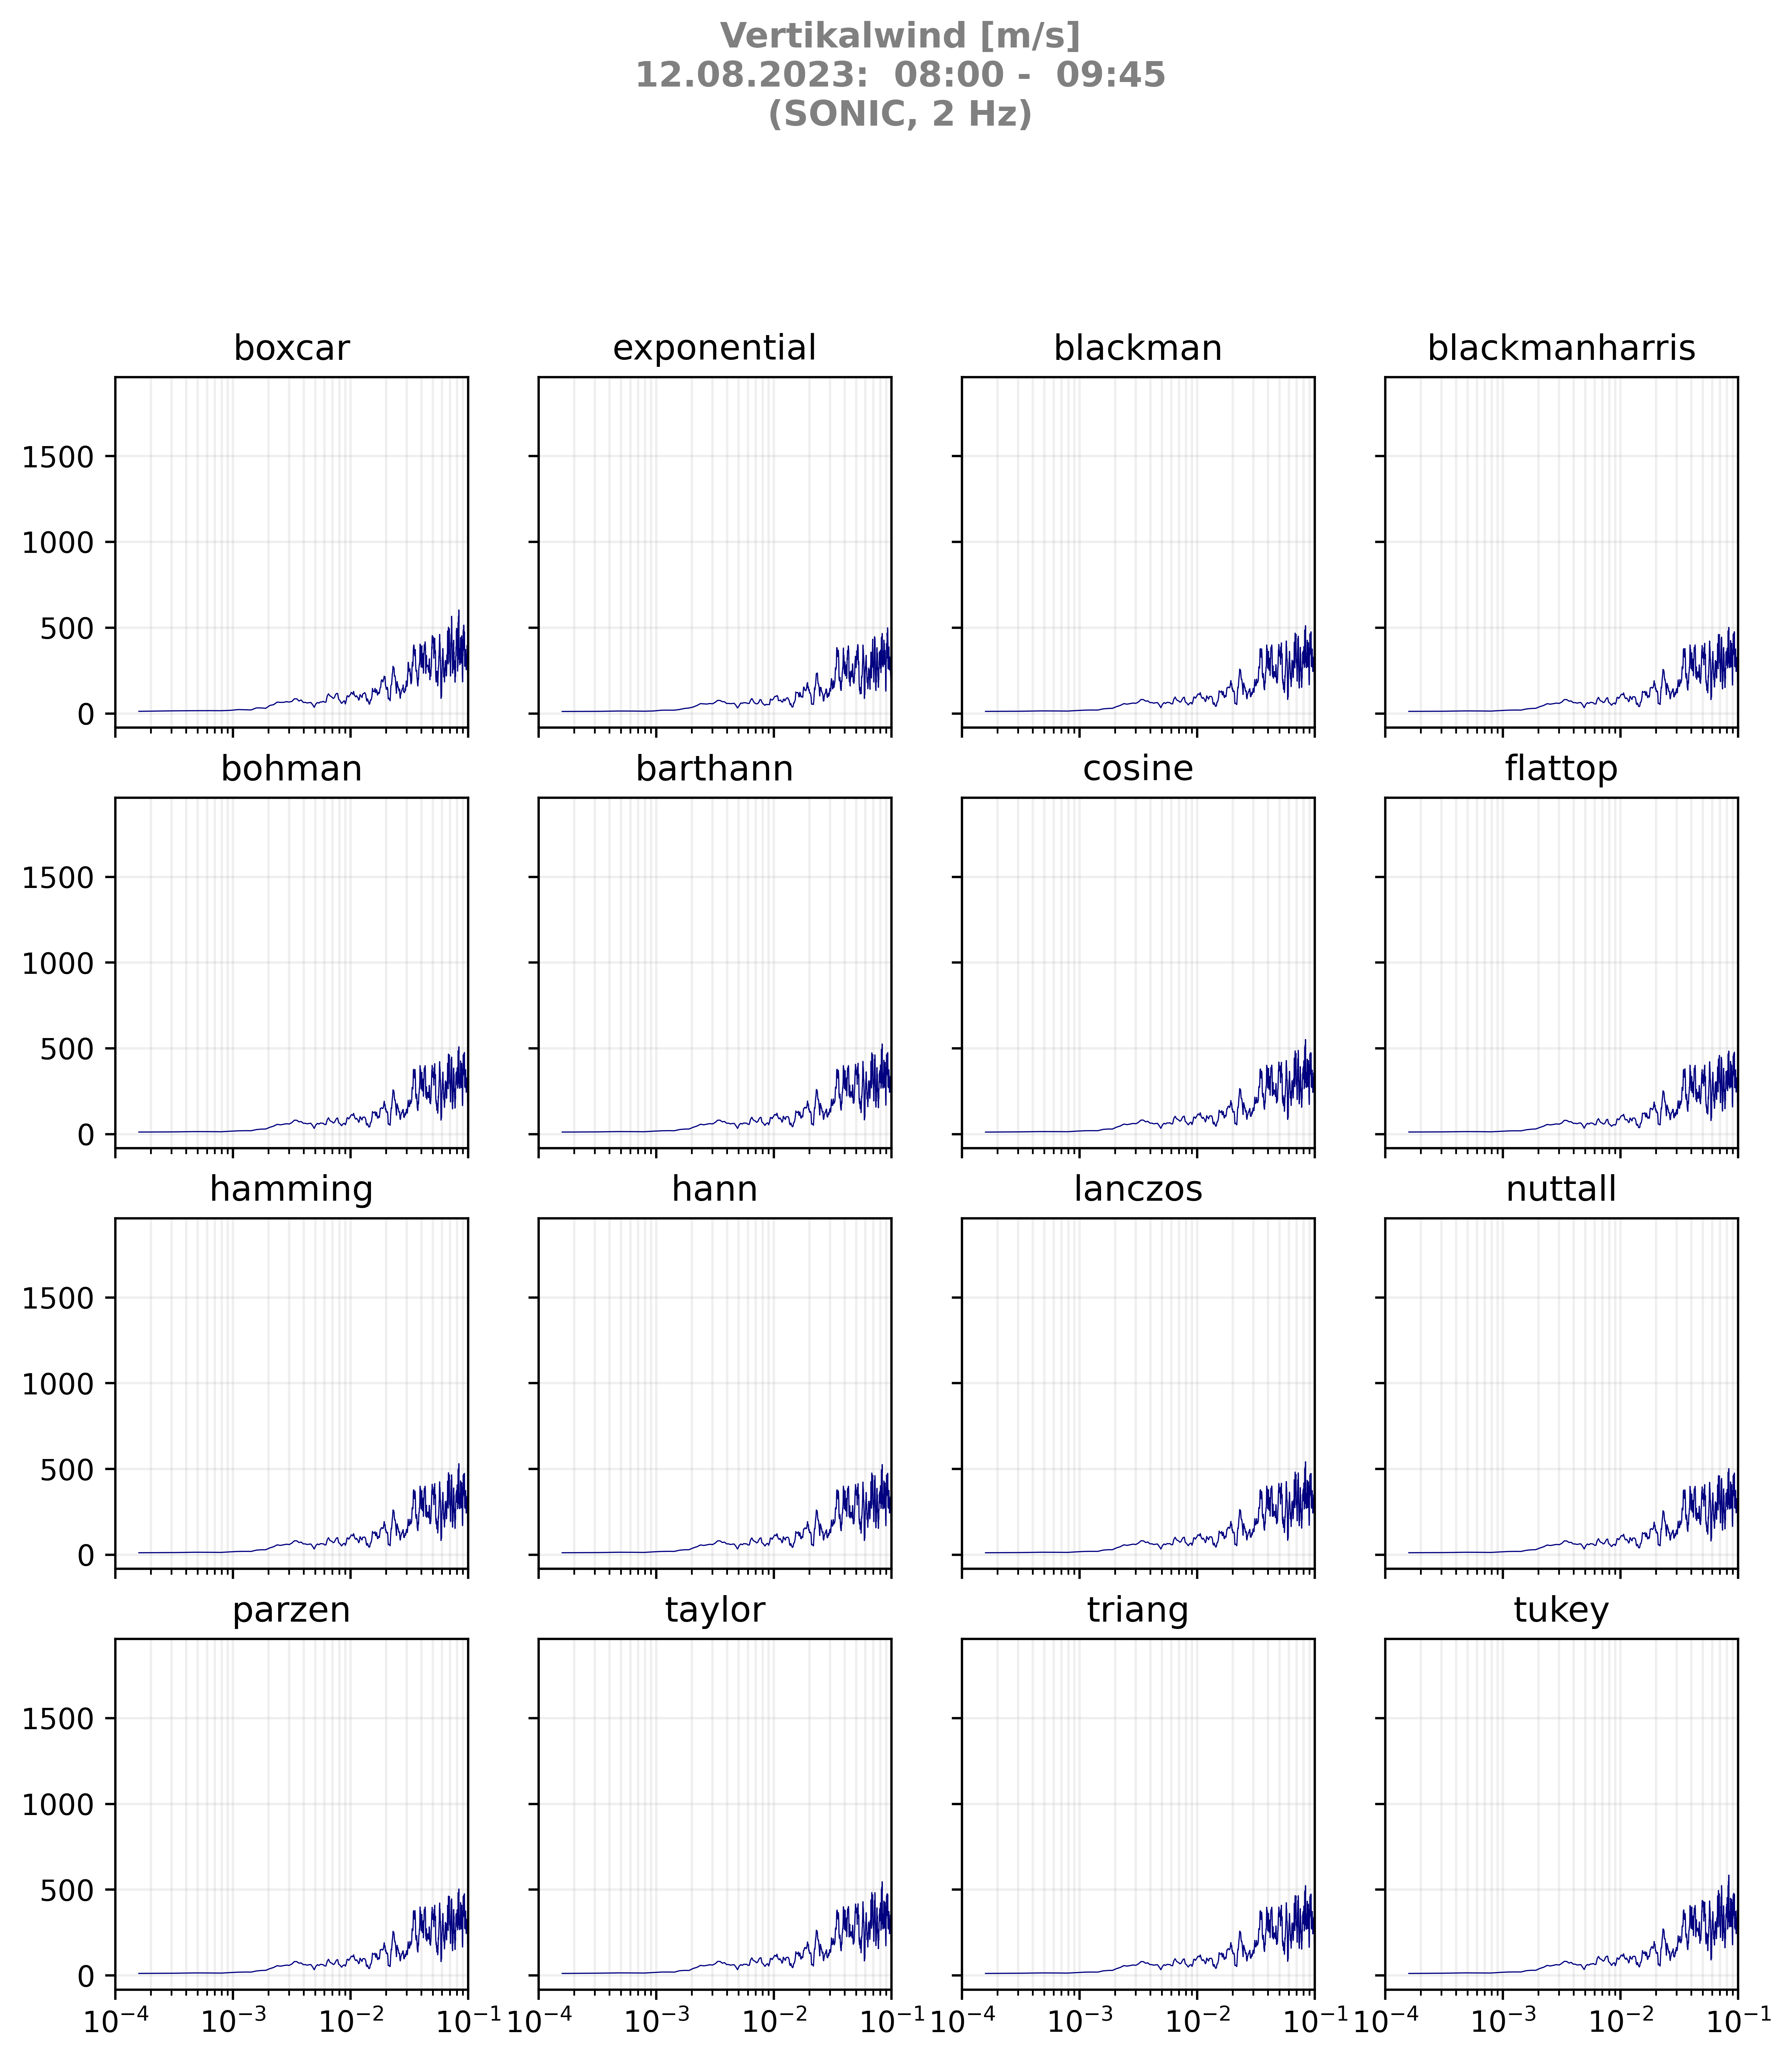 Vertikalwind [m/s]
12.08.2023:  08:00 -  09:45
(SONIC, 2 Hz)
boxcar
exponential
blackman
blackmanharris
1500
1000
500
0
bohman
barthann
cosine
flattop
1500
1000
500
0
hamming
hann
lanczos
nuttall
1500
1000
500
0
parzen
taylor
triang
tukey
1500
1000
500
0
10⁻⁴ 10⁻³ 10⁻² 10⁻¹ 10⁻⁴ 10⁻³ 10⁻² 10⁻¹ 10⁻⁴ 10⁻³ 10⁻² 10⁻¹ 10⁻⁴ 10⁻³ 10⁻² 10⁻¹